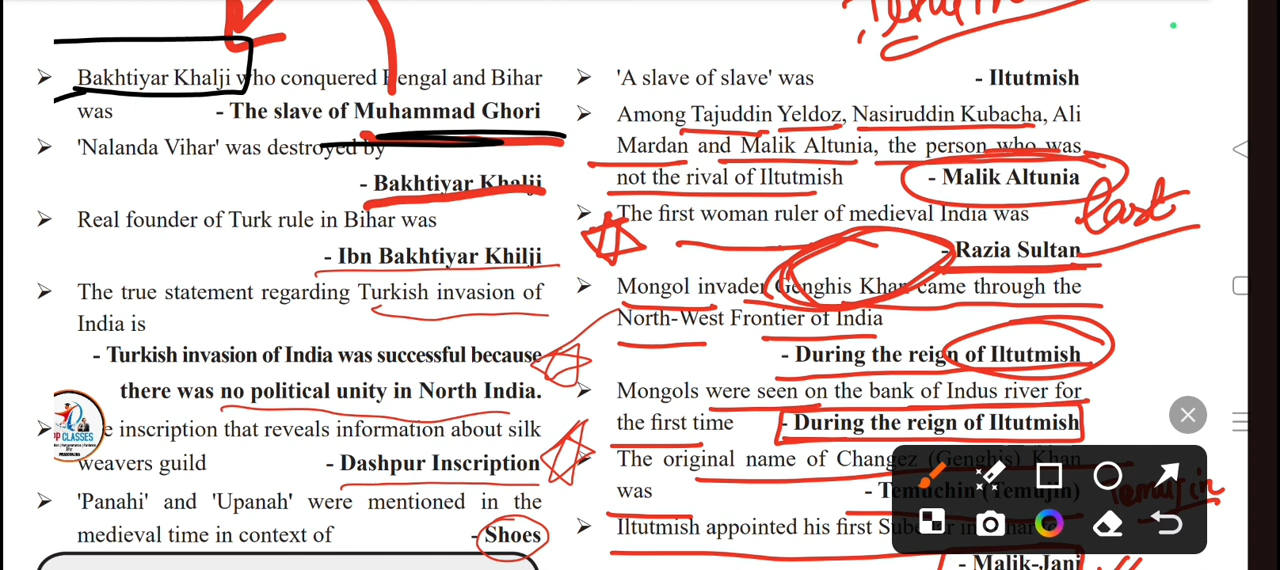 Temujin
➢ Bakhtiyar Khalji who conquered Bengal and Bihar
was - The slave of Muhammad Ghori
➢ 'Nalanda Vihar' was destroyed by
- Bakhtiyar Khalji
➢ Real founder of Turk rule in Bihar was
- Ibn Bakhtiyar Khilji
➢ The true statement regarding Turkish invasion of
India is
- Turkish invasion of India was successful because
there was no political unity in North India.
➢ inscription that reveals information about silk
weavers guild - Dashpur Inscription
➢ 'Panahi' and 'Upanah' were mentioned in the
medieval time in context of - Shoes
PP CLASSES
➢ 'A slave of slave' was - Iltutmish
➢ Among Tajuddin Yeldoz, Nasiruddin Kubacha, Ali
Mardan and Malik Altunia, the person who was
not the rival of Iltutmish - Malik Altunia
Last
➢ The first woman ruler of medieval India was
- Razia Sultan
➢ Mongol invader Genghis Khan came through the
North-West Frontier of India
- During the reign of Iltutmish
➢ Mongols were seen on the bank of Indus river for
the first time - During the reign of Iltutmish
➢ The original name of Changez (Genghis) Khan
was - Temuchin (Temujin)
Temujin
➢ Iltutmish appointed his first in
- Malik-Jani